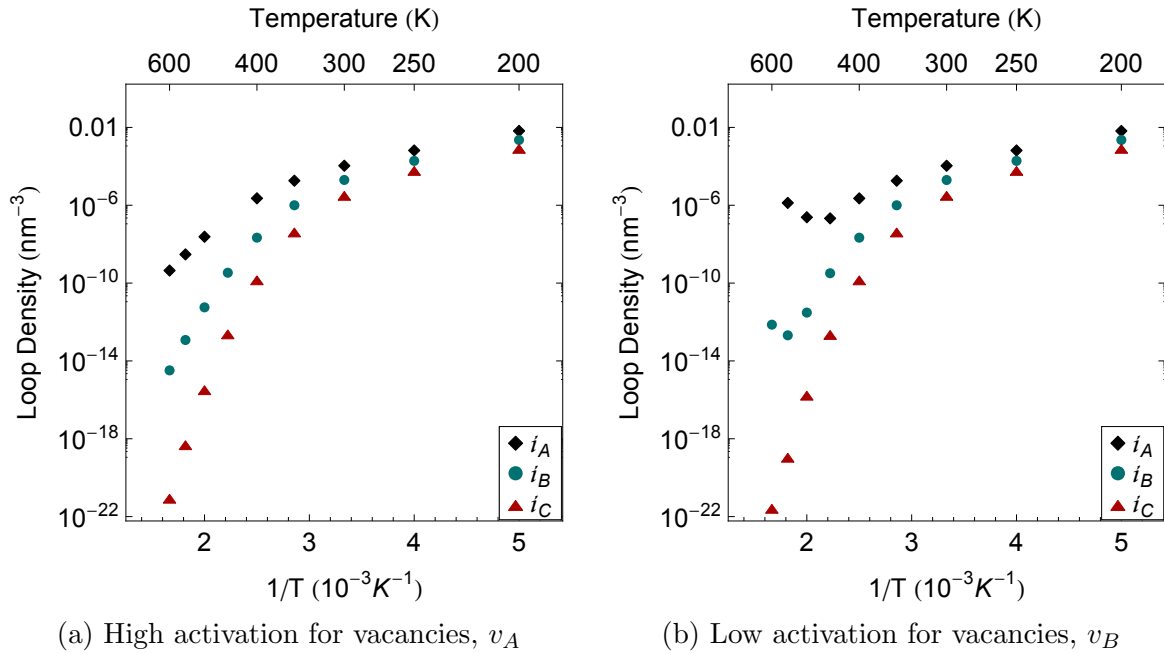 Temperature (K)
600 400 300 250 200
0.01
10^{-6}
10^{-10}
10^{-14}
10^{-18}
10^{-22}
Loop Density (nm^{-3})
i_A
i_B
i_C
2 3 4 5
1/T (10^{-3}K^{-1})
(a) High activation for vacancies, v_A
Temperature (K)
600 400 300 250 200
0.01
10^{-6}
10^{-10}
10^{-14}
10^{-18}
10^{-22}
Loop Density (nm^{-3})
i_A
i_B
i_C
2 3 4 5
1/T (10^{-3}K^{-1})
(b) Low activation for vacancies, v_B